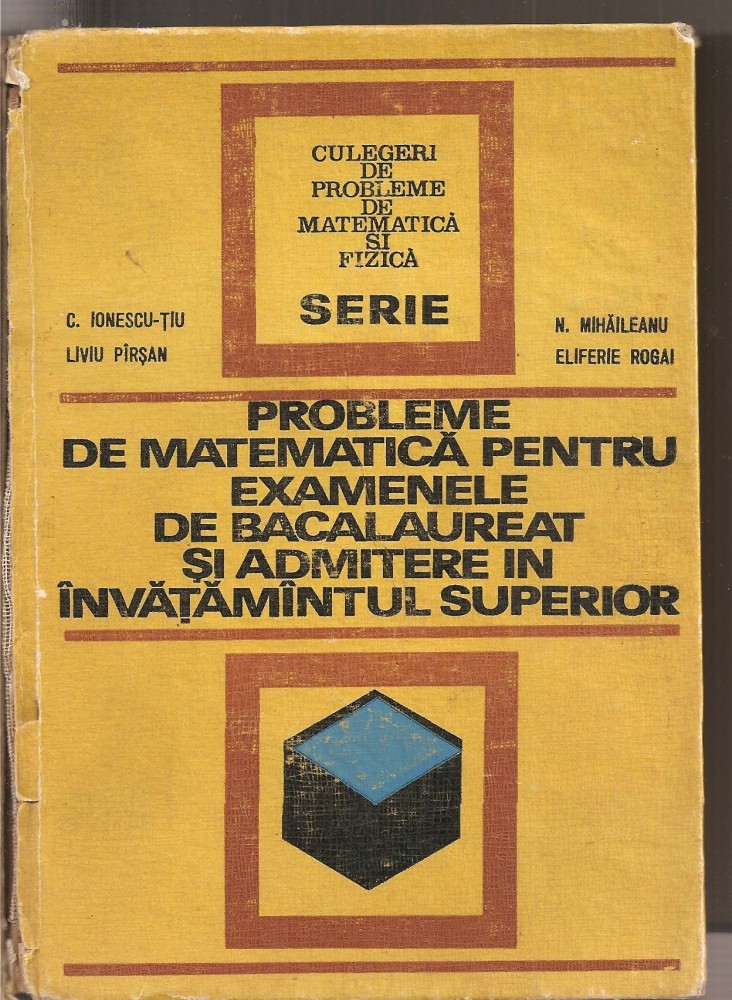 CULEGERI
DE
PROBLEME
DE
MATEMATICĂ
SI
FIZICĂ
SERIE
C. IONESCU-ȚIU
LIVIU PÎRȘAN
N. MIHĂILEANU
ELIFERIE ROGAI
PROBLEME
DE MATEMATICĂ PENTRU
EXAMENELE
DE BACALAUREAT
ȘI ADMITERE IN
ÎNVĂȚĂMÎNTUL SUPERIOR